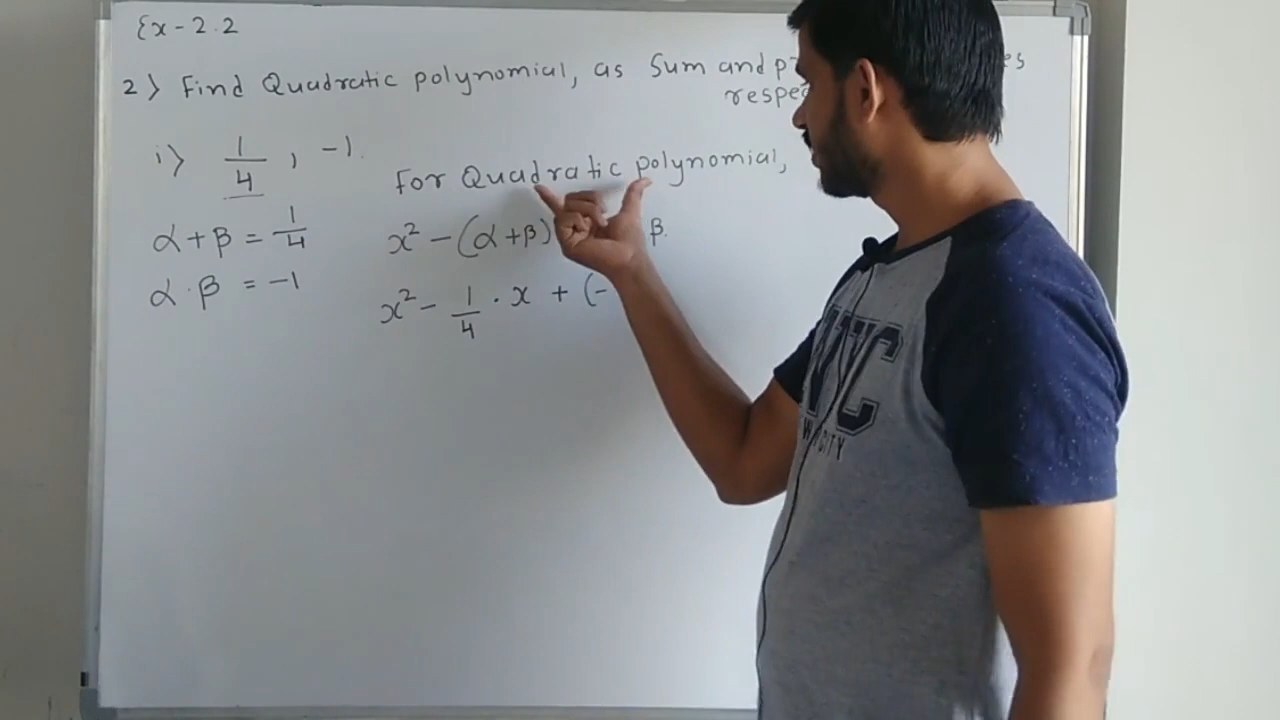 Ex-2.2
2) Find Quadratic polynomial, as Sum and
i) 1/4, -1.
For Quadratic polynomial,
α+β = 1/4
x² - (α+β) β.
α·β = -1
x² - 1/4 · x + (-